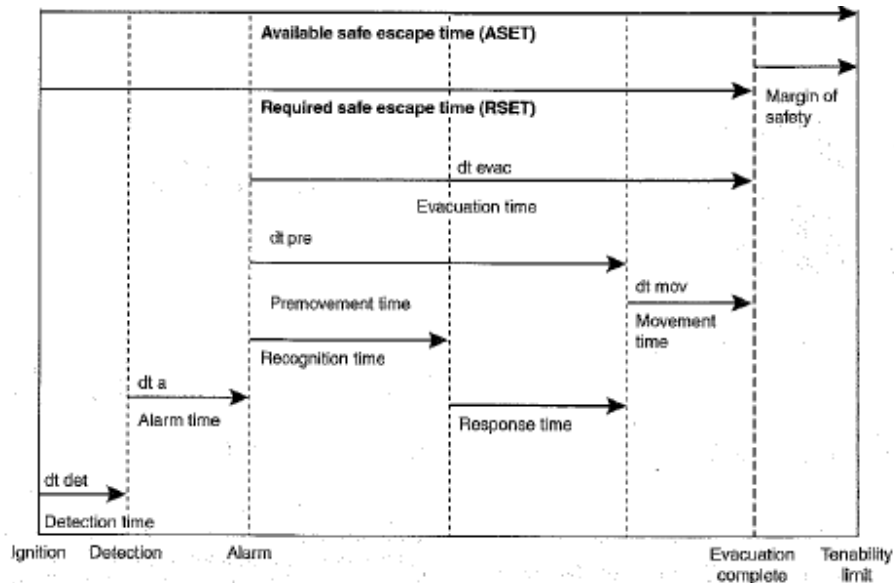 Available safe escape time (ASET)
Required safe escape time (RSET)
Margin of
safety
dt evac
Evacuation time
dt pre
Premovement time
dt mov
Movement
time
Recognition time
dt a
Alarm time
Response time
dt det
Detection time
Ignition
Detection
Alarm
Evacuation
complete
Tenability
limit